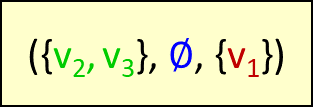 ({v₂, v₃}, Ø, {v₁})